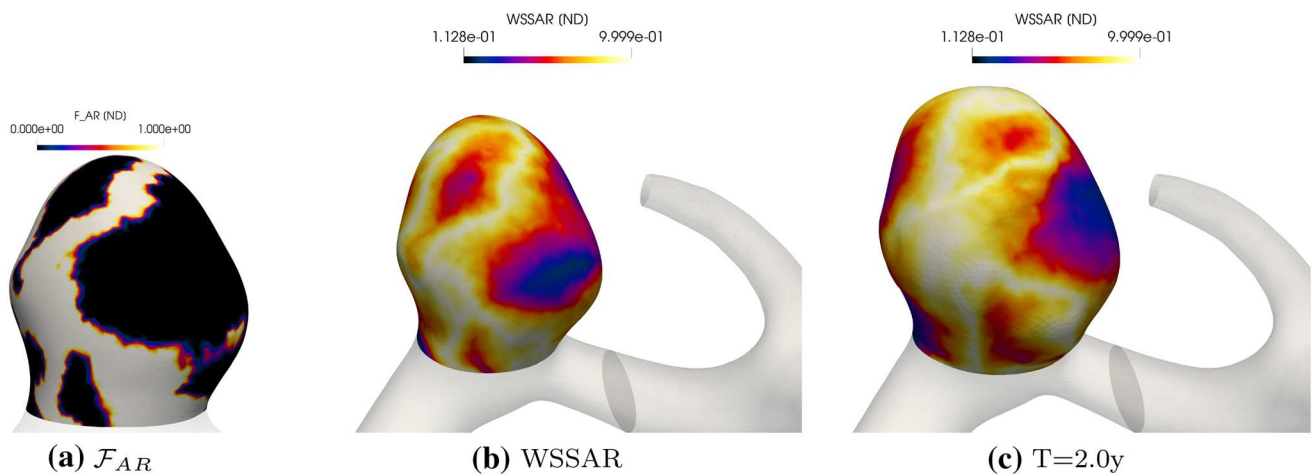 WSSAR (ND)
1.128e-01 9.999e-01
WSSAR (ND)
1.128e-01 9.999e-01
F_AR (ND)
0.000e+00 1.000e+00
(a) F_AR
(b) WSSAR
(c) T=2.0y